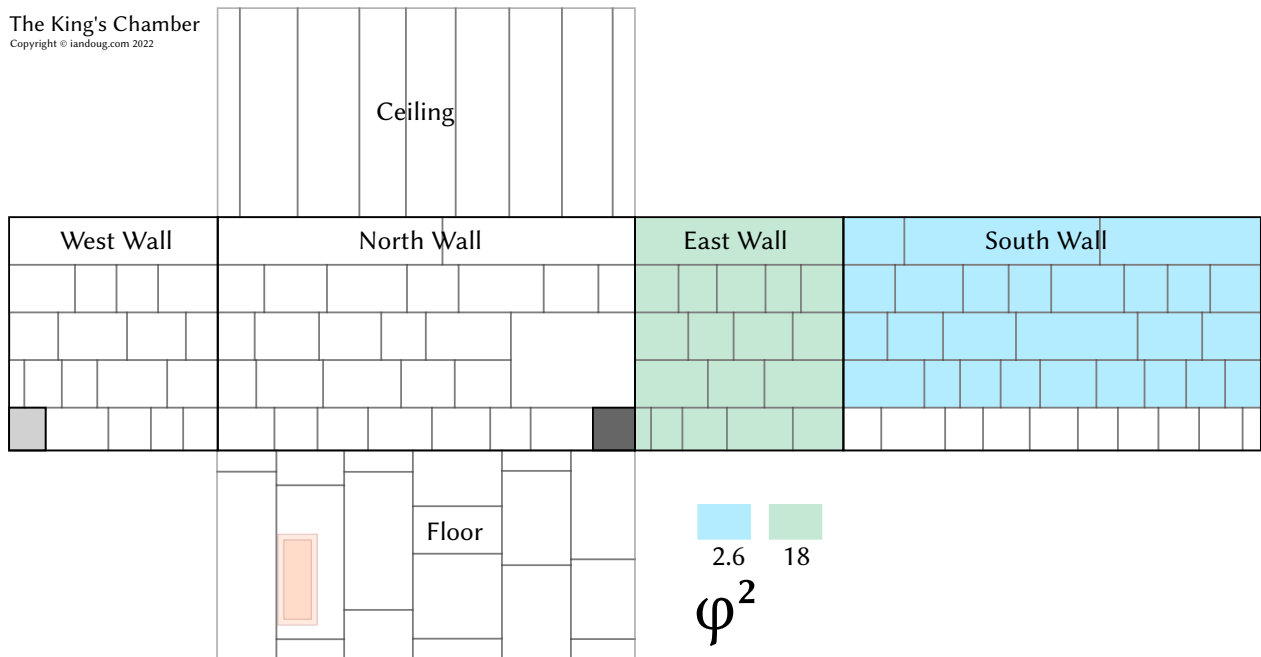 The King's Chamber
Copyright © iandoug.com 2022
Ceiling
West Wall
North Wall
East Wall
South Wall
Floor
2.6
18
φ²